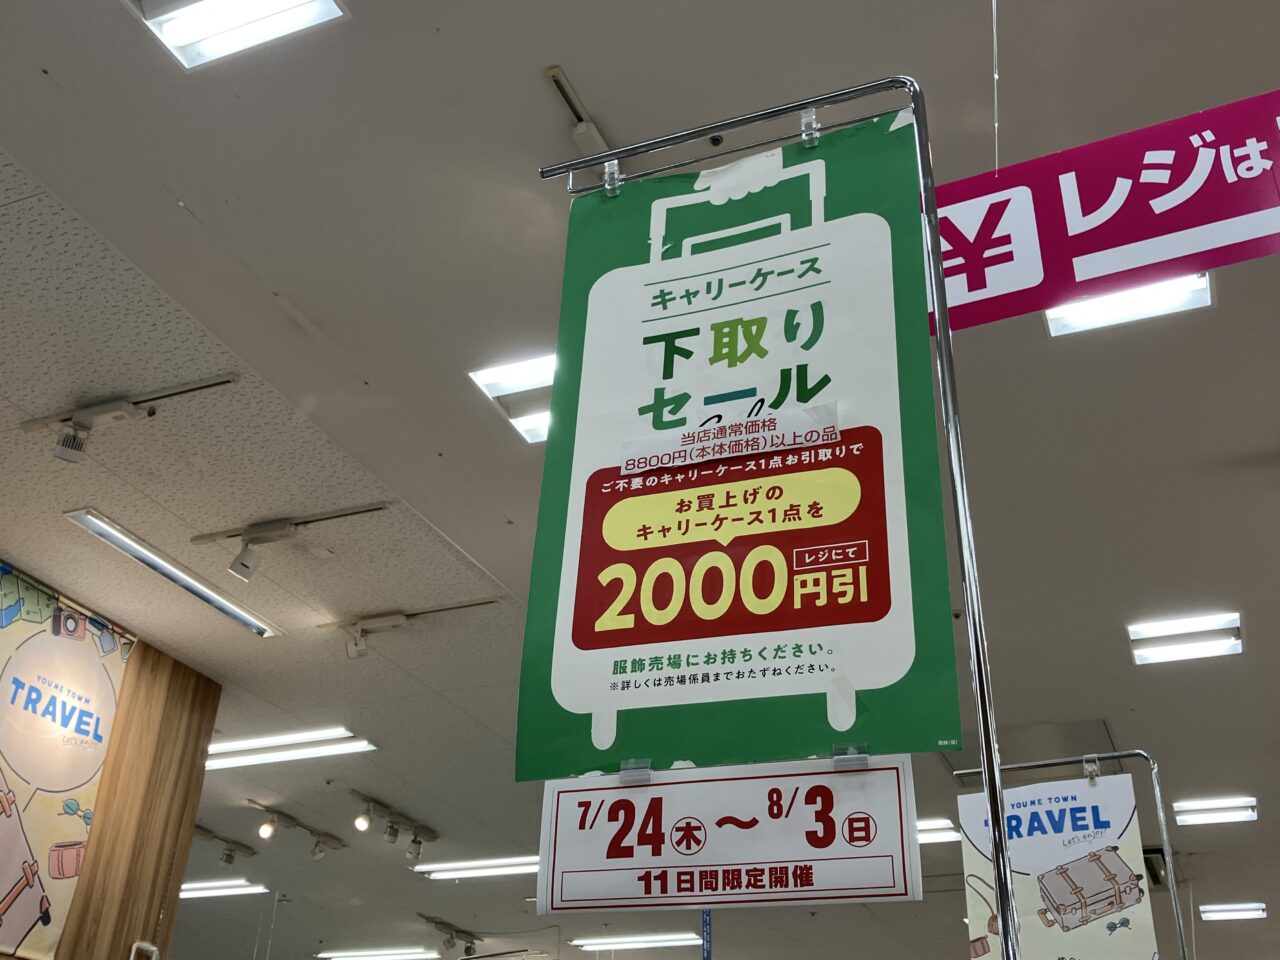 レジは
¥
キャリーケース
下取り
セール
当店通常価格
8800円(本体価格)以上の品
ご不要のキャリーケース1点お引取りで
お買上げの
キャリーケース1点を
2000円引
レジにて
服飾売場にお持ちください。
※詳しくは売場係員までおたずねください。
7/24(木)〜8/3(日)
11日間限定開催
YOU ME TOWN
TRAVEL
Let's enjoy!
YOU ME TOWN
TRAVEL
Let's enjoy!